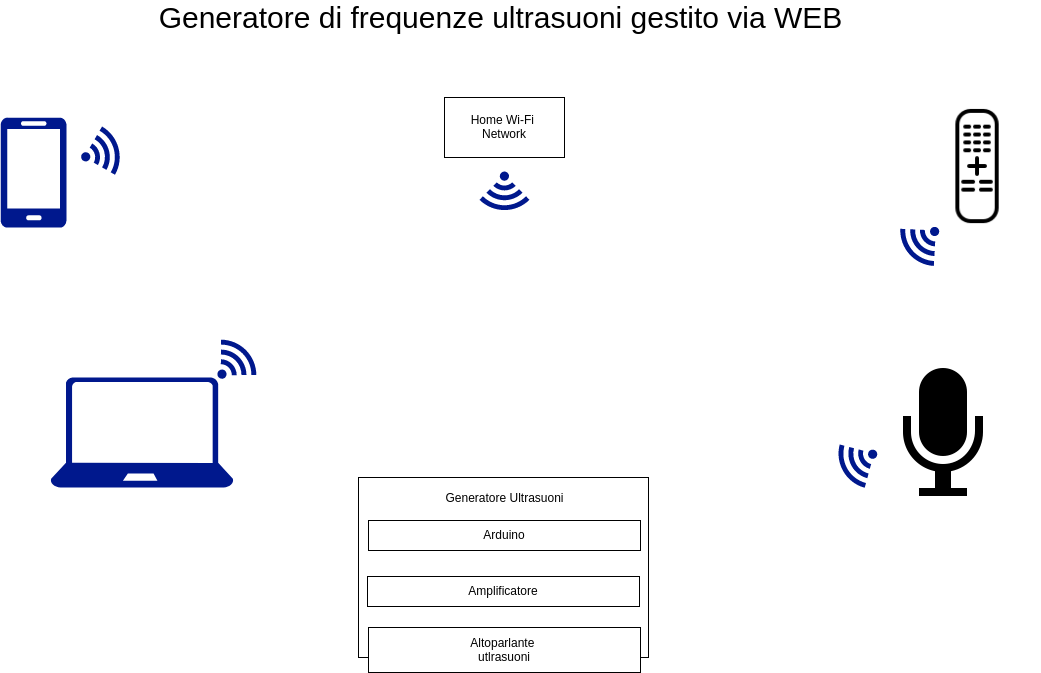 Generatore di frequenze ultrasuoni gestito via WEB
Home Wi-Fi
Network
Generatore Ultrasuoni
Arduino
Amplificatore
Altoparlante
utlrasuoni